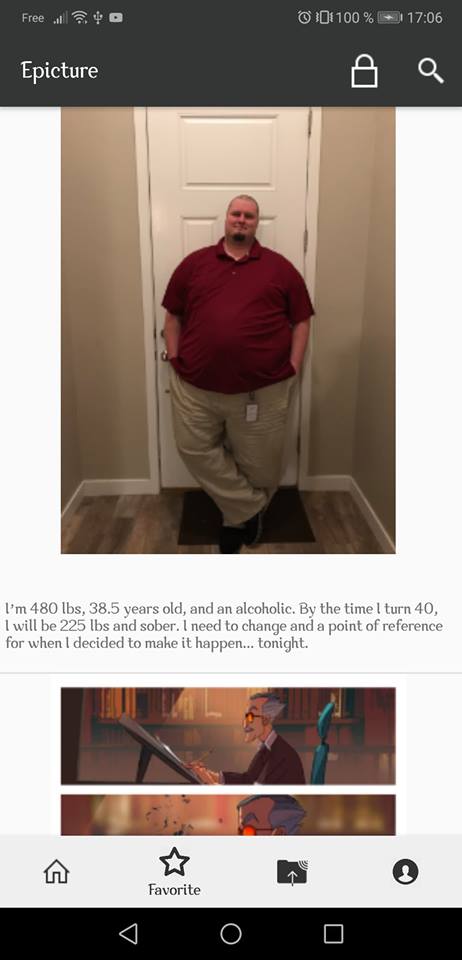 Free 100 % 17:06
Epicture
I'm 480 lbs, 38.5 years old, and an alcoholic. By the time I turn 40,
I will be 225 lbs and sober. I need to change and a point of reference
for when I decided to make it happen... tonight.
Favorite